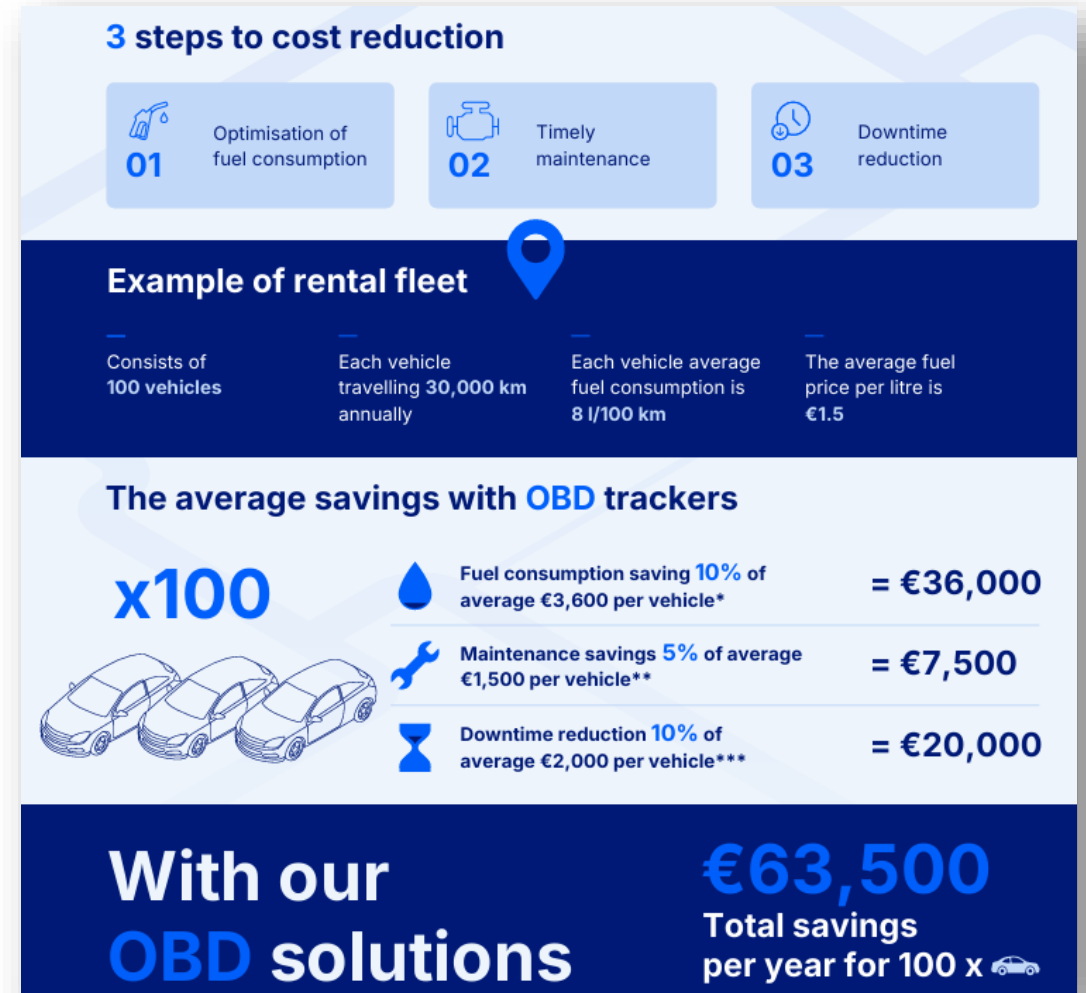 3 steps to cost reduction
01
Optimisation of
fuel consumption
02
Timely
maintenance
03
Downtime
reduction
Example of rental fleet
Consists of
100 vehicles
Each vehicle
travelling 30,000 km
annually
Each vehicle average
fuel consumption is
8 l/100 km
The average fuel
price per litre is
€1.5
The average savings with OBD trackers
x100
Fuel consumption saving 10% of
average €3,600 per vehicle*
= €36,000
Maintenance savings 5% of average
€1,500 per vehicle**
= €7,500
Downtime reduction 10% of
average €2,000 per vehicle***
= €20,000
With our
OBD solutions
€63,500
Total savings
per year for 100 x